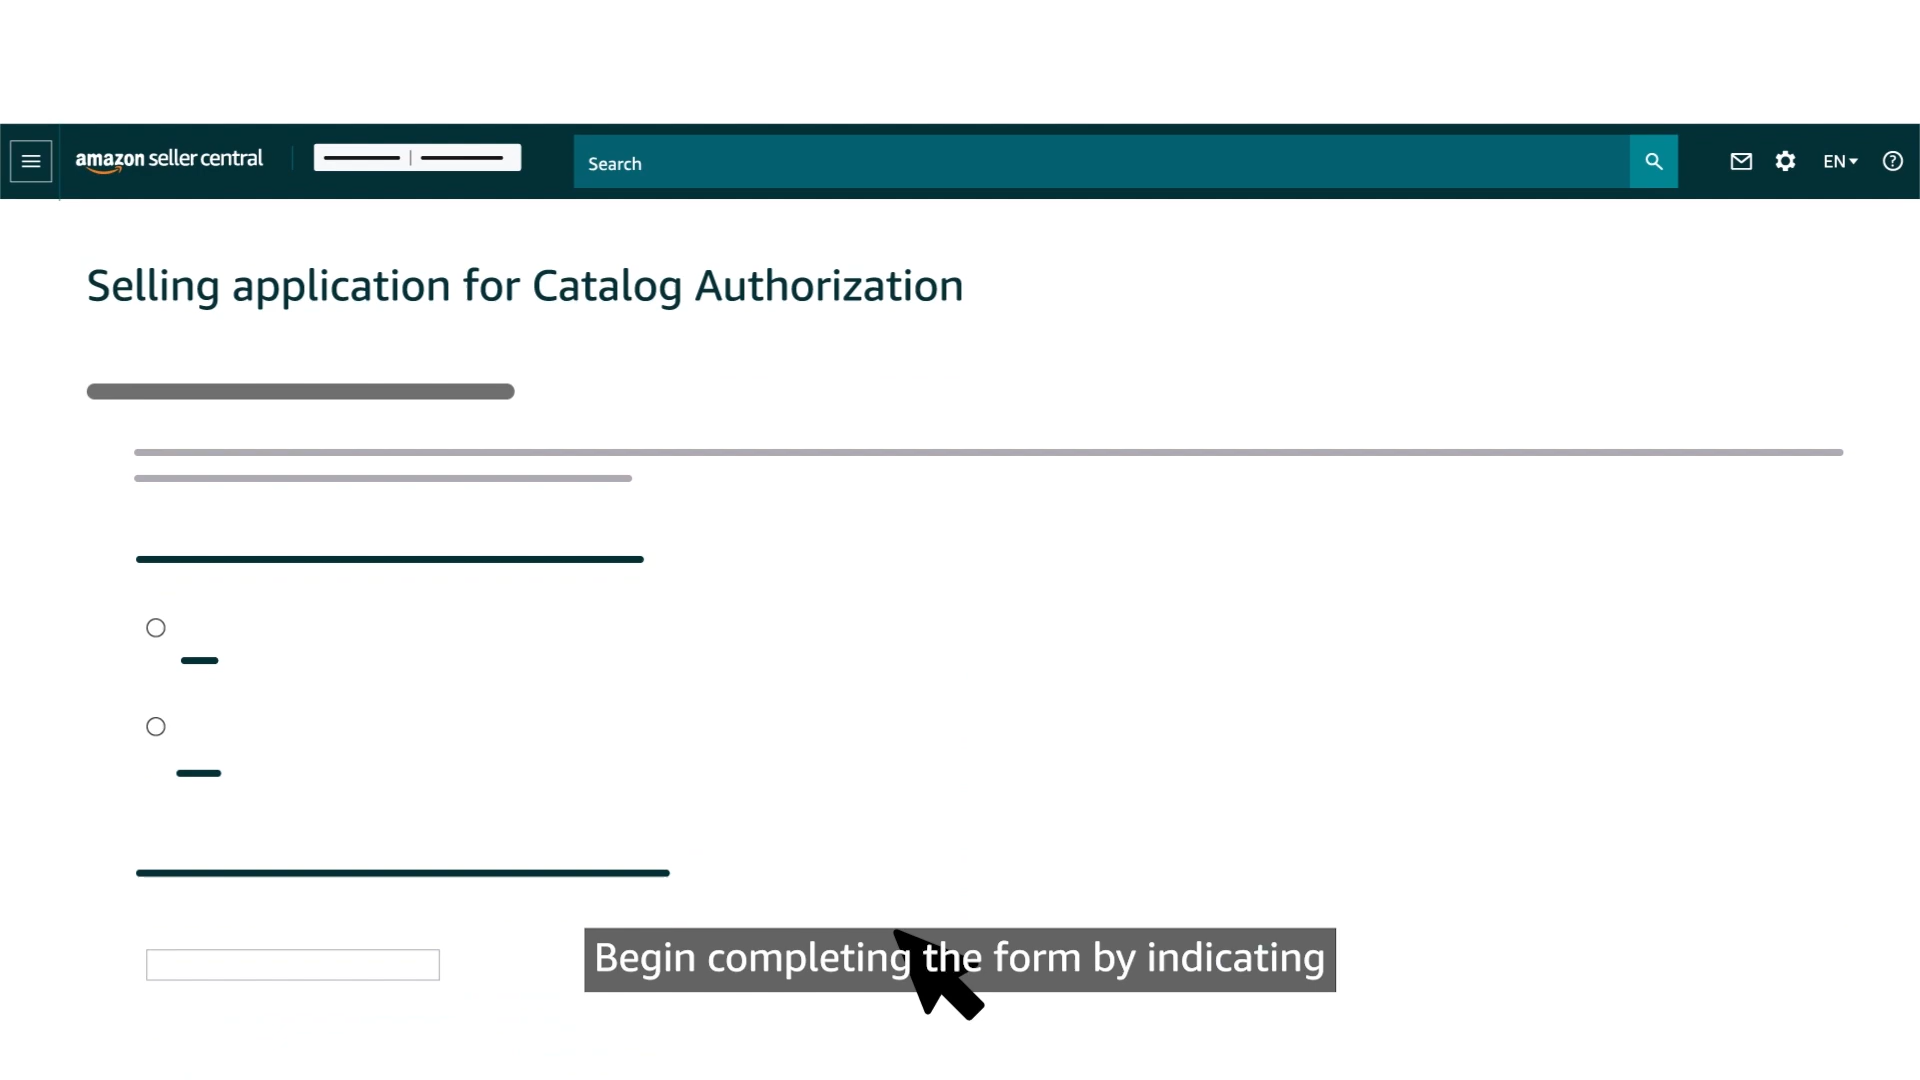 amazon seller central
Search
EN
Selling application for Catalog Authorization
Begin completing the form by indicating